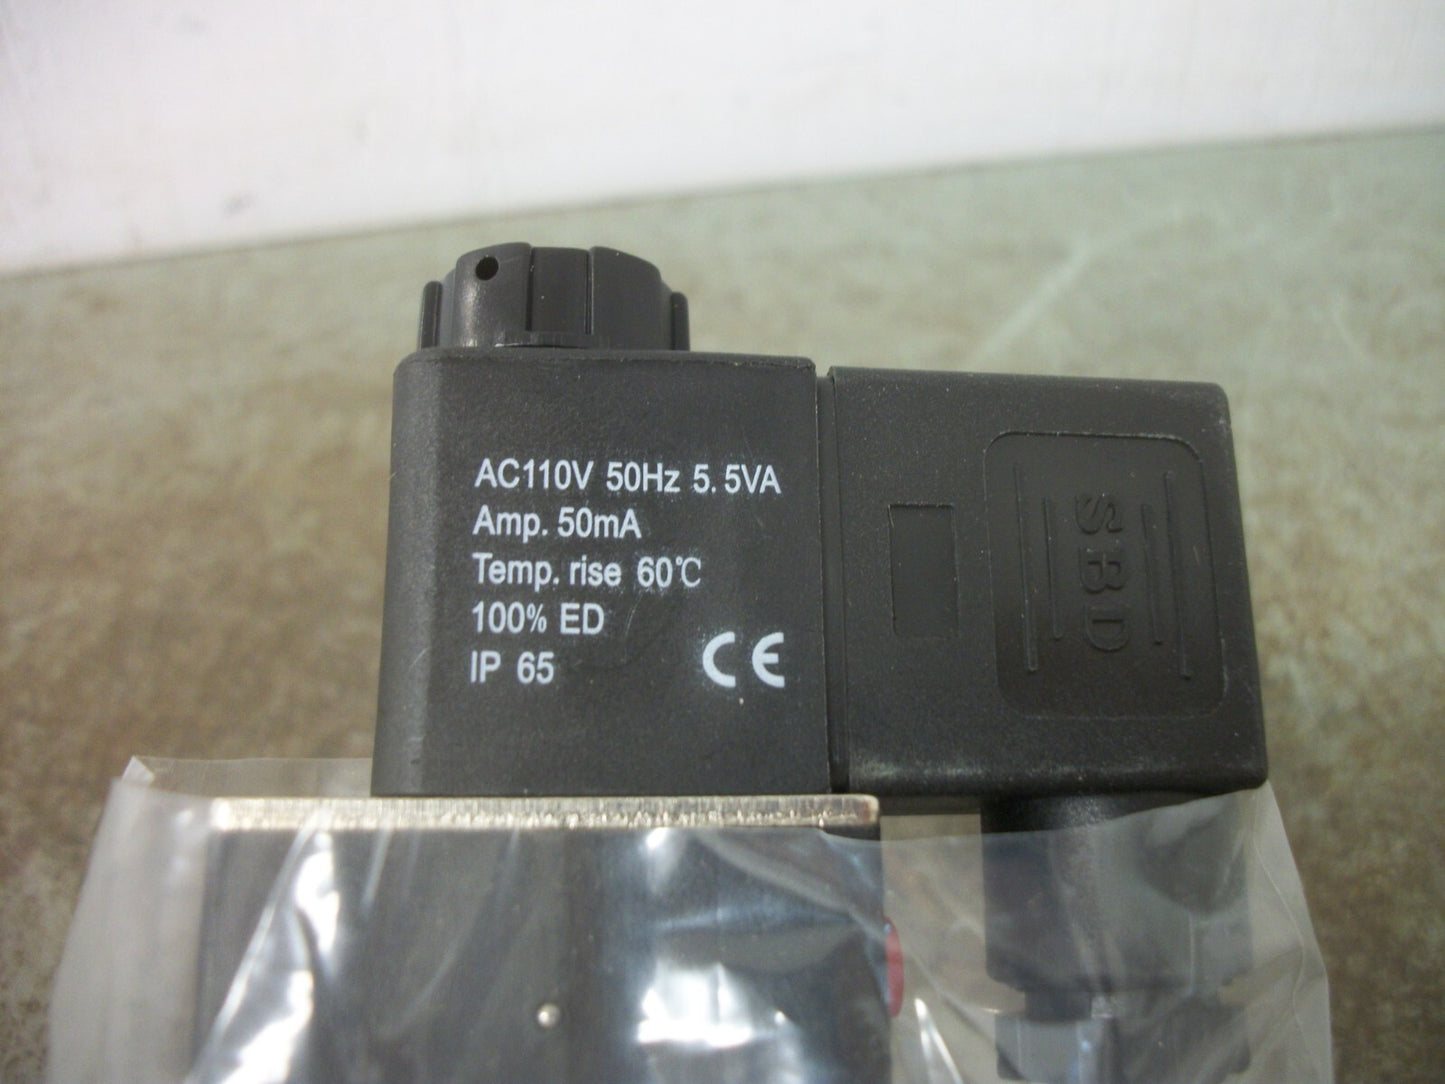 AC110V 50Hz 5.5VA
Amp. 50mA
Temp. rise 60℃
100% ED
IP 65
CE
SBD